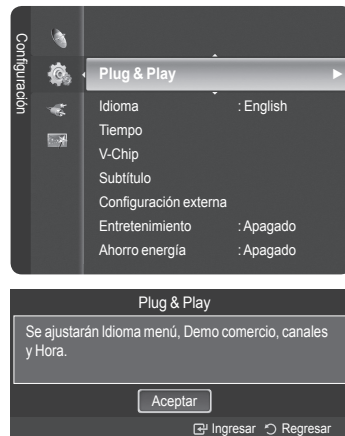 Configuración
Plug & Play
Idioma : English
Tiempo
V-Chip
Subtítulo
Configuración externa
Entretenimiento : Apagado
Ahorro energía : Apagado
Plug & Play
Se ajustarán Idioma menú, Demo comercio, canales
y Hora.
Aceptar
Ingresar Regresar